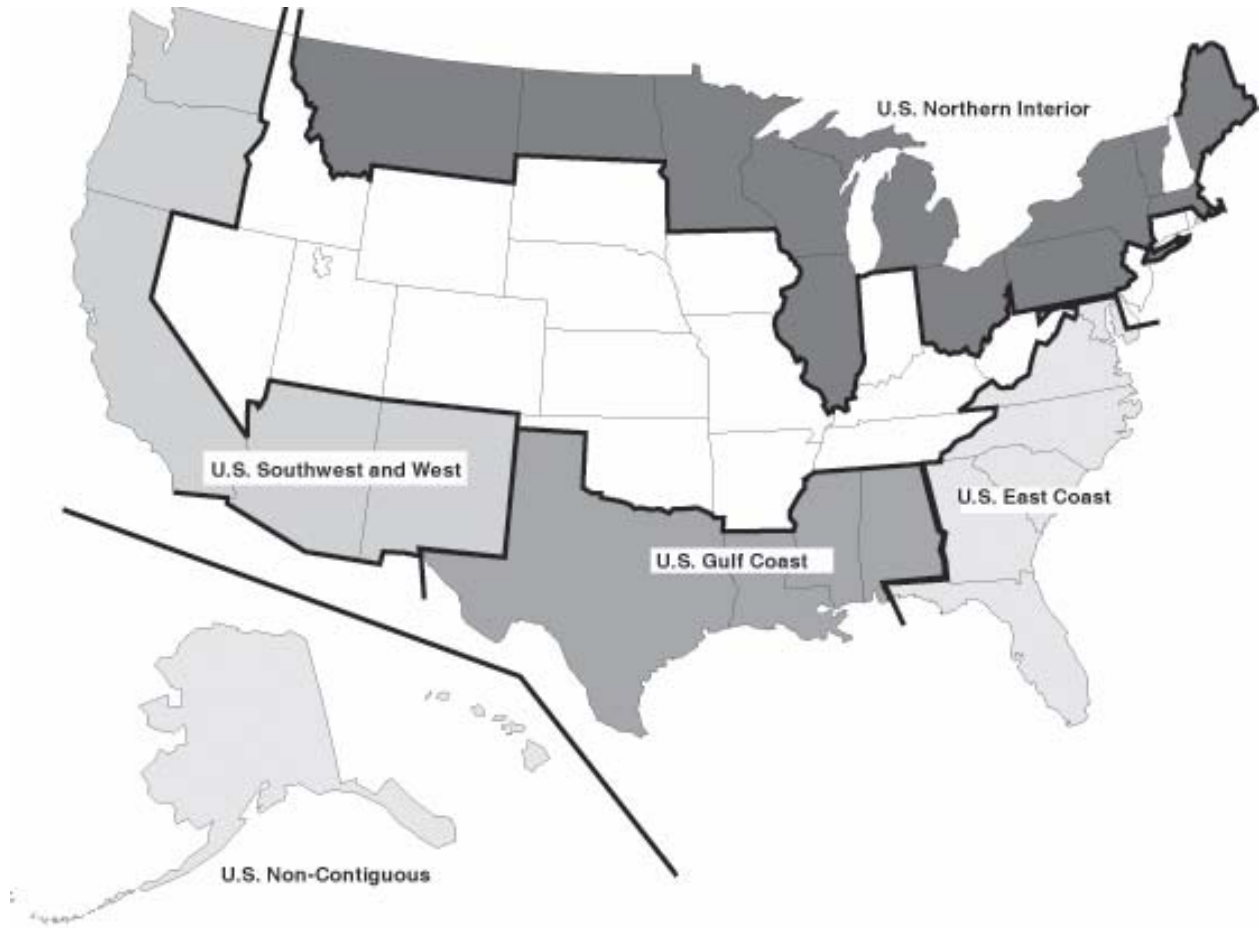 U.S. Northern Interior
U.S. Southwest and West
U.S. East Coast
U.S. Gulf Coast
U.S. Non-Contiguous